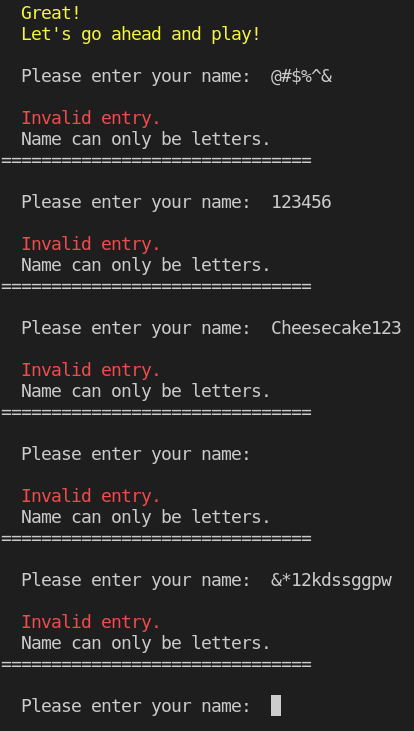 Great!
Let's go ahead and play!
Please enter your name:  @#$%^&
Invalid entry.
Name can only be letters.
===============================
Please enter your name:  123456
Invalid entry.
Name can only be letters.
===============================
Please enter your name:  Cheesecake123
Invalid entry.
Name can only be letters.
===============================
Please enter your name:
Invalid entry.
Name can only be letters.
===============================
Please enter your name:  &*12kdssggpw
Invalid entry.
Name can only be letters.
===============================
Please enter your name: